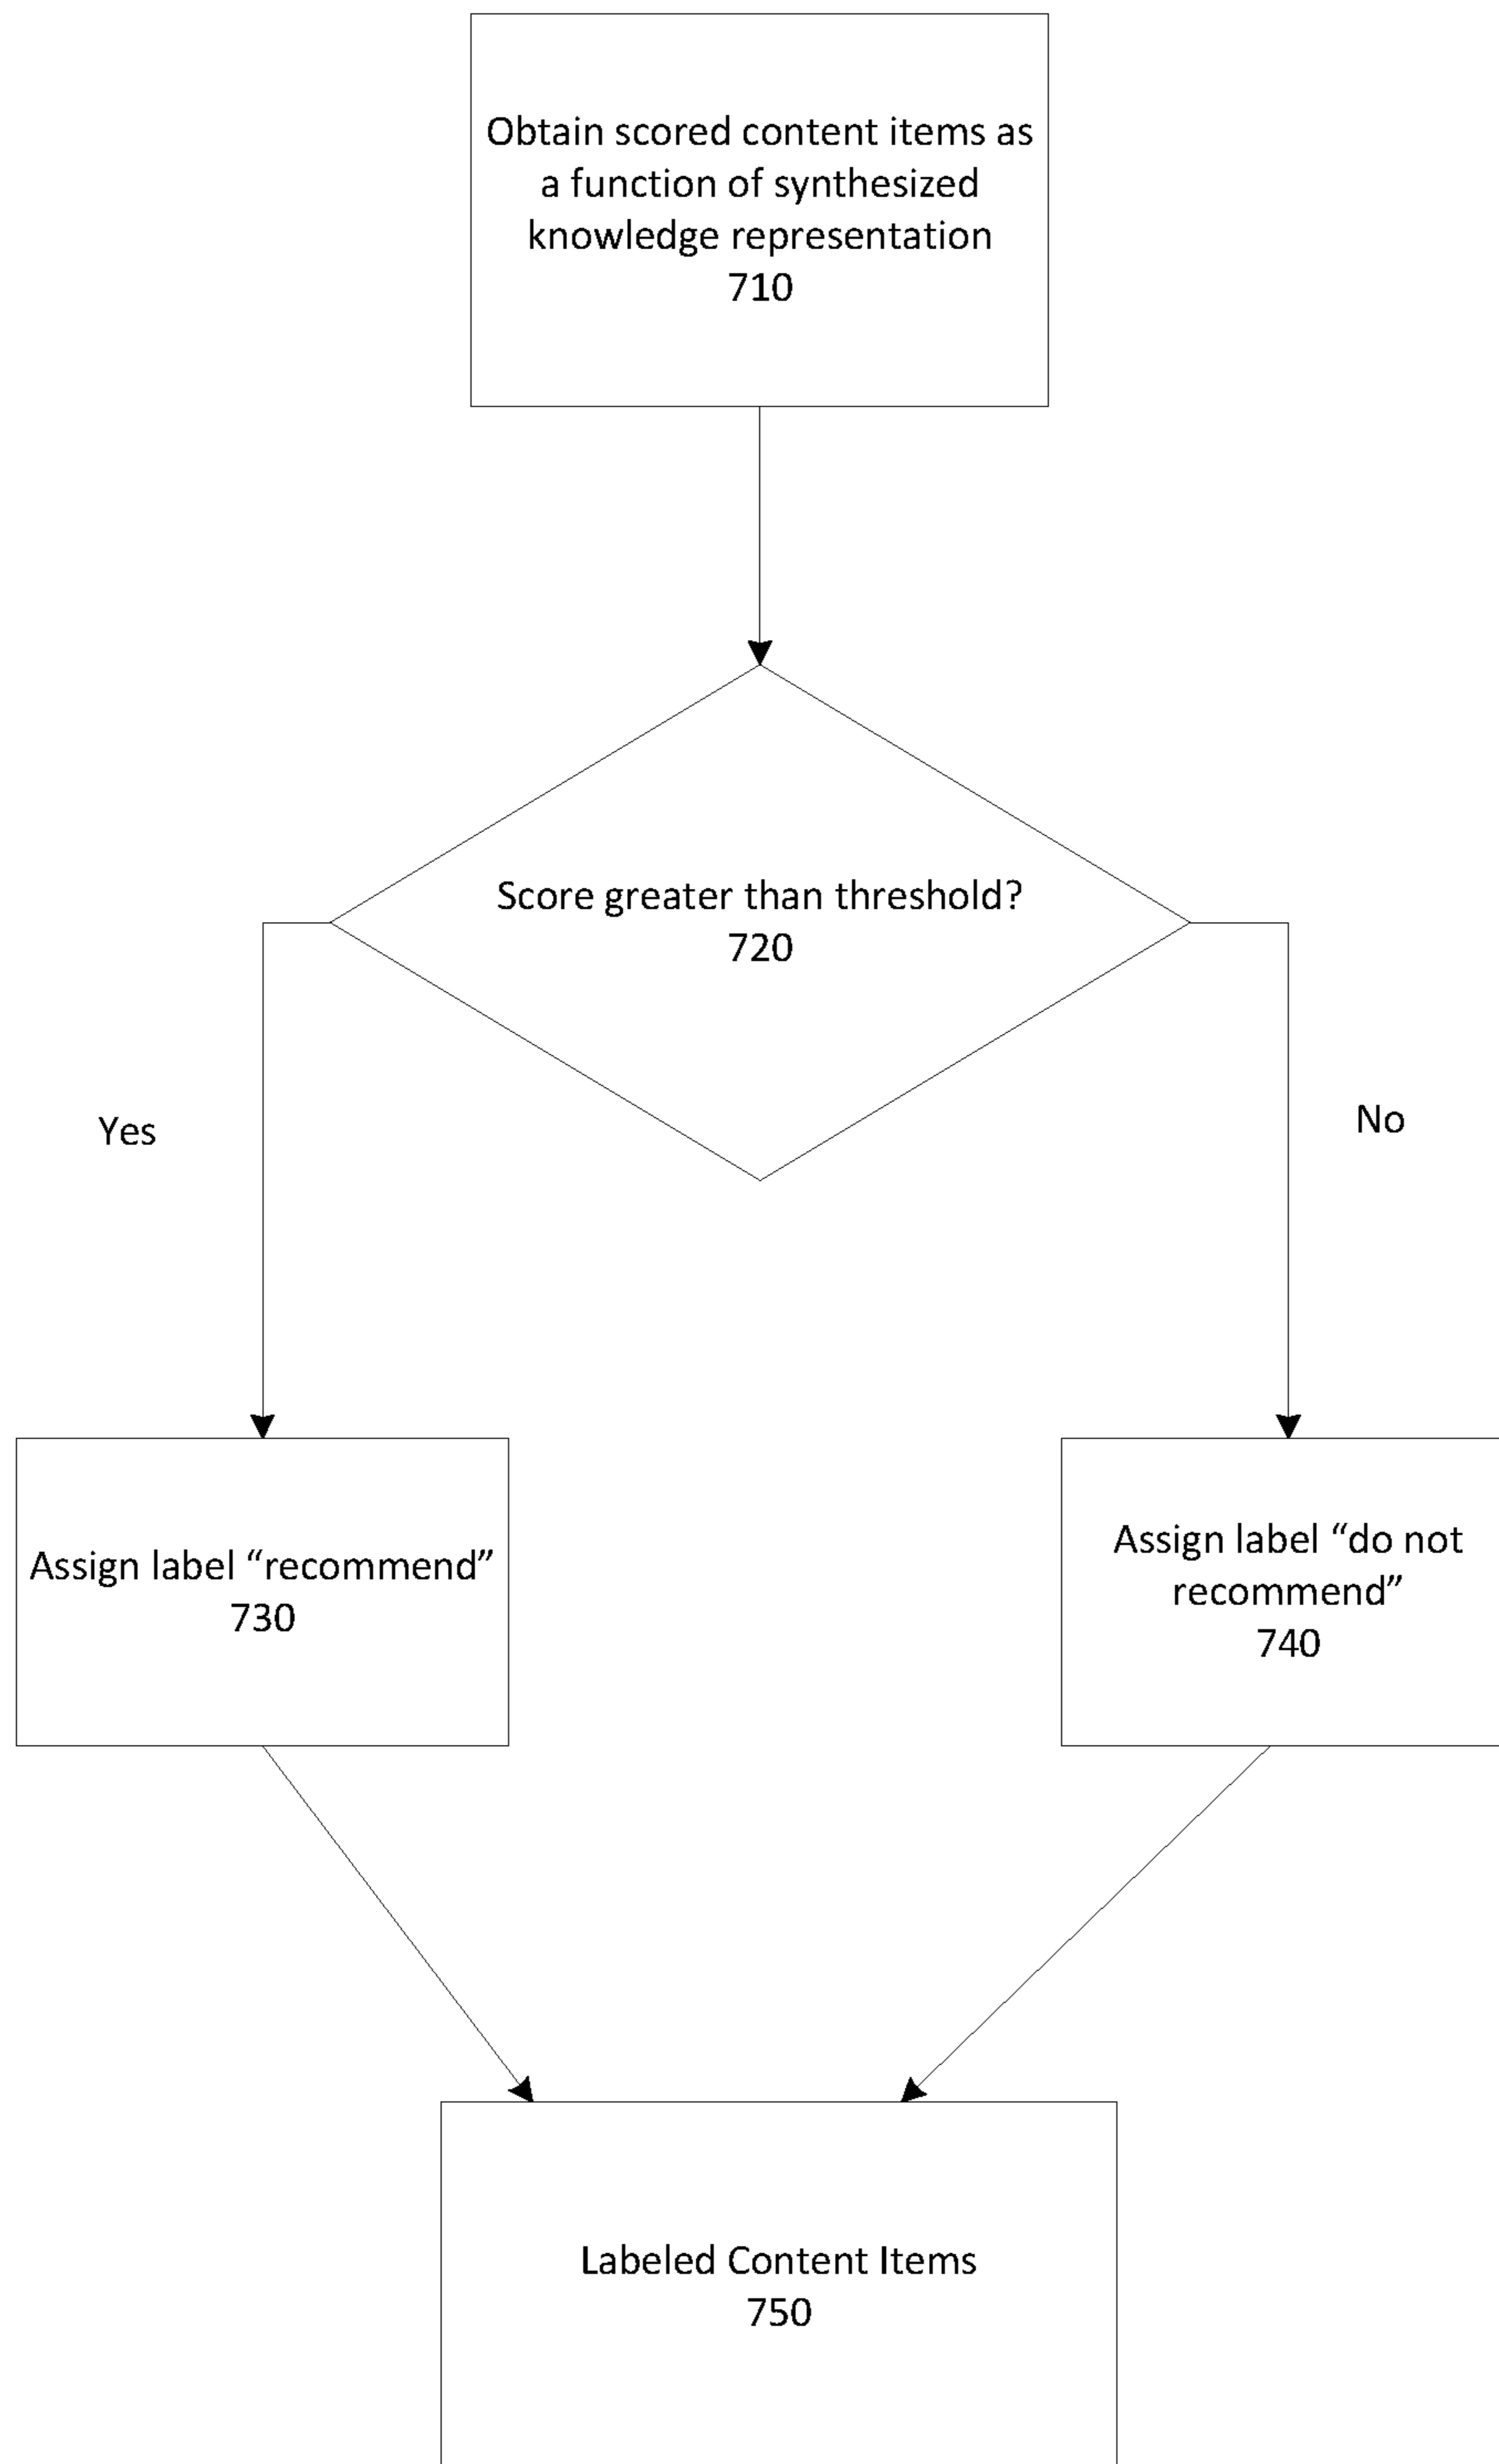 Obtain scored content items as
a function of synthesized
knowledge representation
710
Score greater than threshold?
720
Yes
No
Assign label “recommend”
730
Assign label “do not
recommend”
740
Labeled Content Items
750